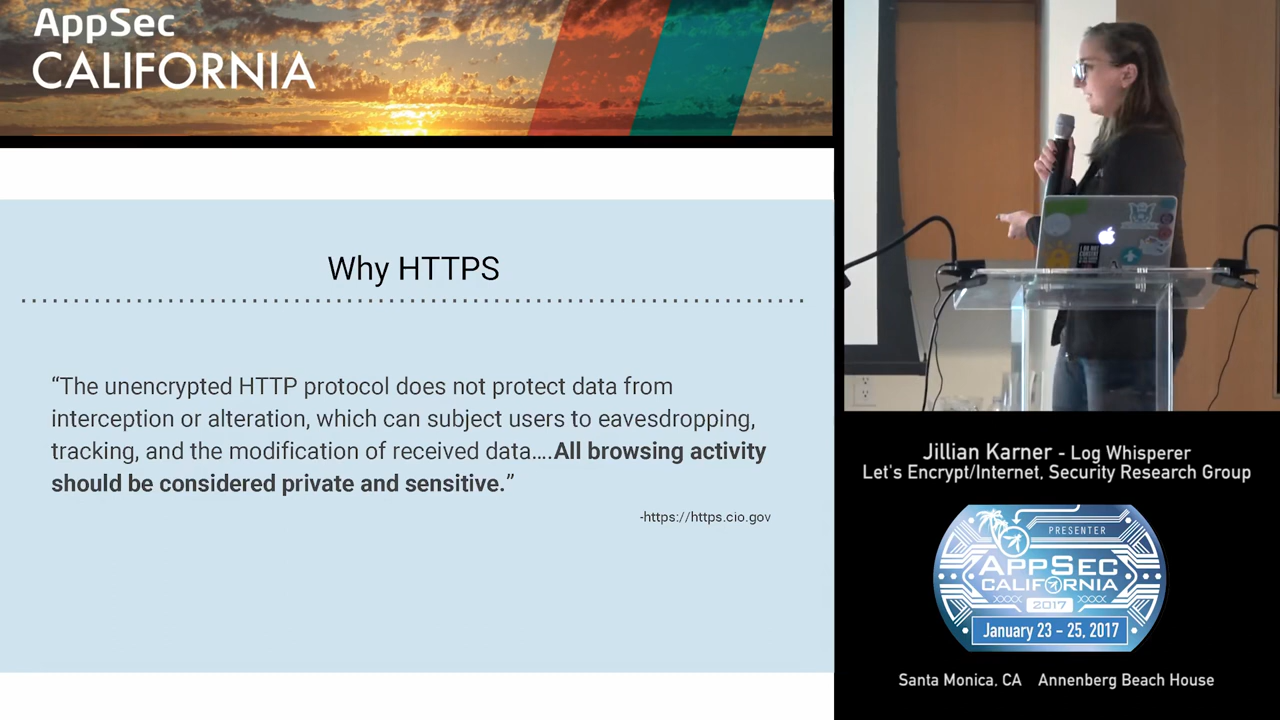 AppSec
CALIFORNIA
Why HTTPS
“The unencrypted HTTP protocol does not protect data from
interception or alteration, which can subject users to eavesdropping,
tracking, and the modification of received data....All browsing activity
should be considered private and sensitive.”
-https://https.cio.gov
Jillian Karner - Log Whisperer
Let's Encrypt/Internet, Security Research Group
PRESENTER
APPSEC
CALIFORNIA
2017
January 23 - 25, 2017
Santa Monica, CA Annenberg Beach House